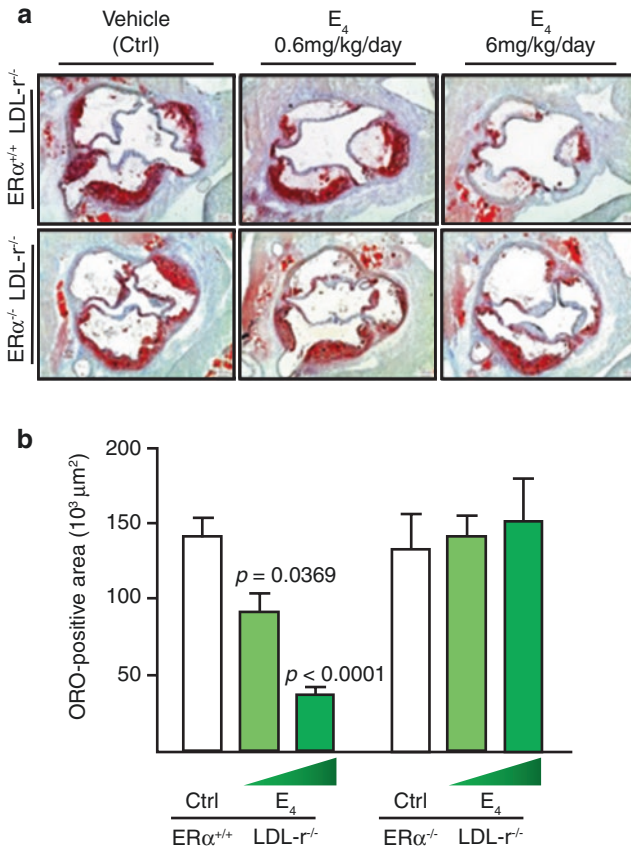 a
Vehicle
(Ctrl)
E₄
0.6mg/kg/day
E₄
6mg/kg/day
ERα⁺/⁺ LDL-r⁻/⁻
ERα⁻/⁻ LDL-r⁻/⁻
b
ORO-positive area (10³ μm²)
200
150
100
50
p = 0.0369
p < 0.0001
Ctrl E₄ Ctrl E₄
ERα⁺/⁺ LDL-r⁻/⁻ ERα⁻/⁻ LDL-r⁻/⁻